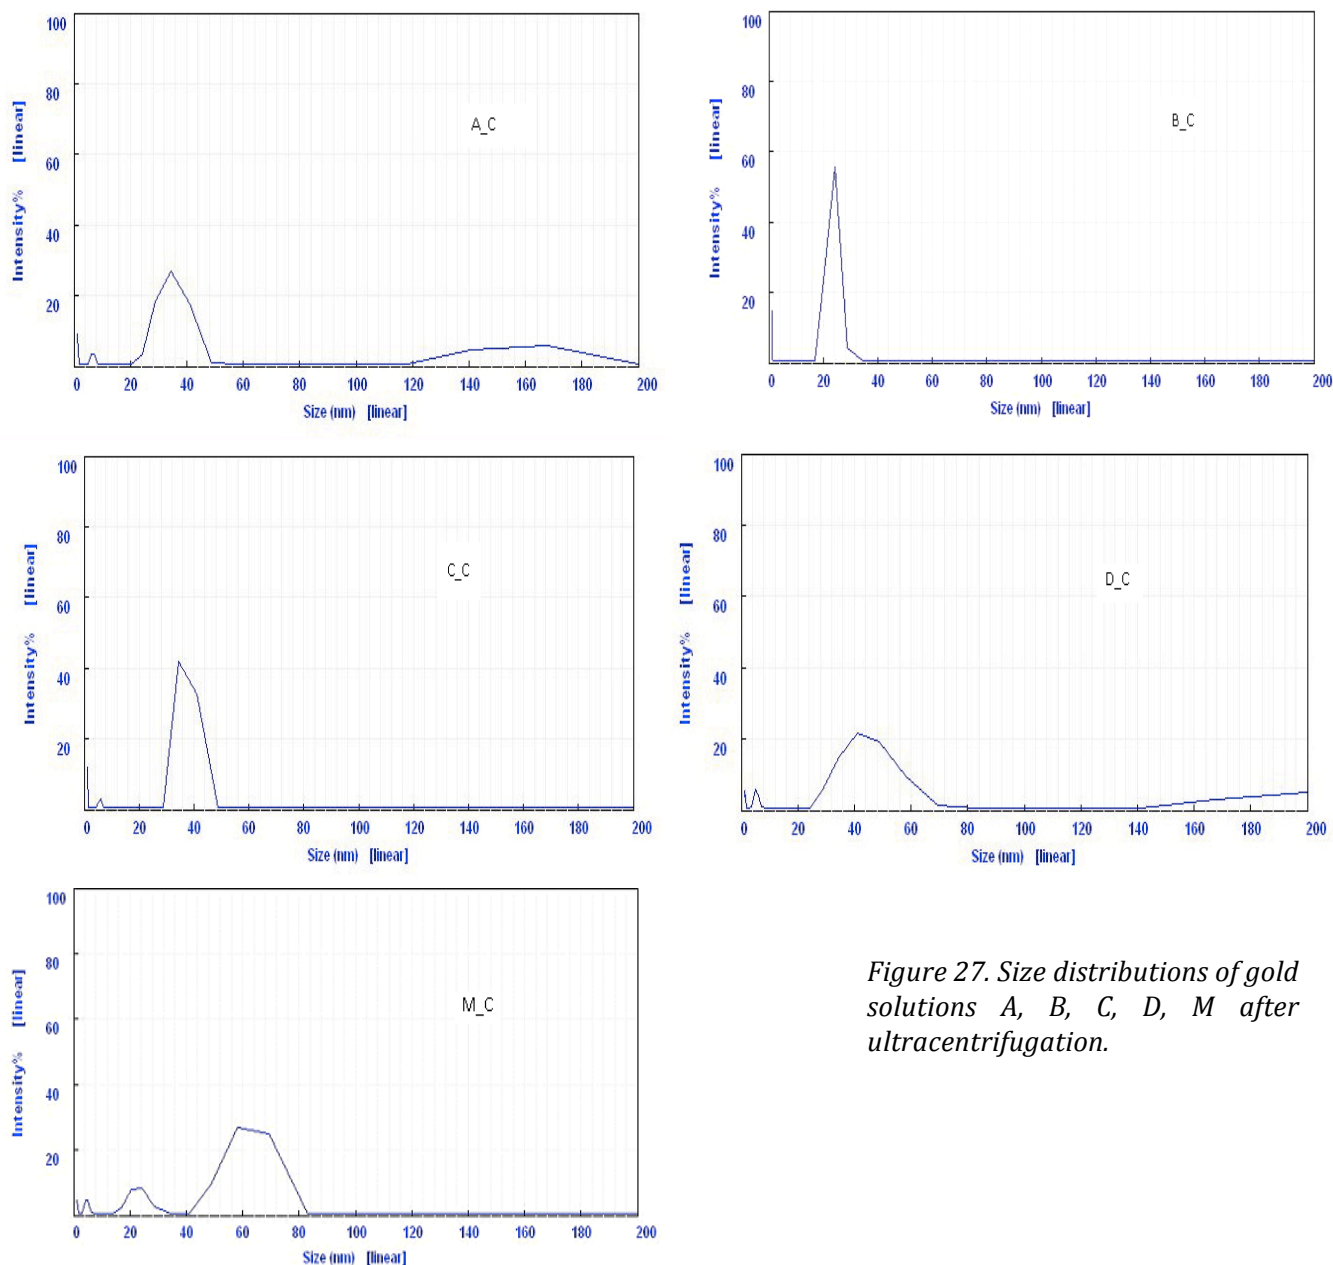 100
80
60
40
20
Intensity% [linear]
A_C
0 20 40 60 80 100 120 140 160 180 200
Size (nm) [linear]
100
80
60
40
20
Intensity% [linear]
B_C
0 20 40 60 80 100 120 140 160 180 200
Size (nm) [linear]
100
80
60
40
20
Intensity% [linear]
C_C
0 20 40 60 80 100 120 140 160 180 200
Size (nm) [linear]
100
80
60
40
20
Intensity% [linear]
D_C
0 20 40 60 80 100 120 140 160 180 200
Size (nm) [linear]
100
80
60
40
20
Intensity% [linear]
M_C
0 20 40 60 80 100 120 140 160 180 200
Size (nm) [linear]
Figure 27. Size distributions of gold
solutions A, B, C, D, M after
ultracentrifugation.